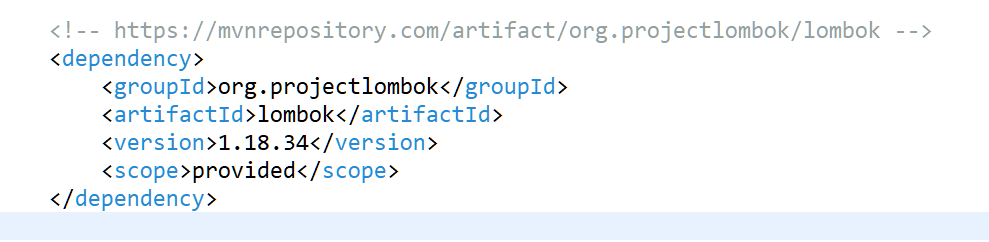 <!-- https://mvnrepository.com/artifact/org.projectlombok/lombok -->
<dependency>
    <groupId>org.projectlombok</groupId>
    <artifactId>lombok</artifactId>
    <version>1.18.34</version>
    <scope>provided</scope>
</dependency>